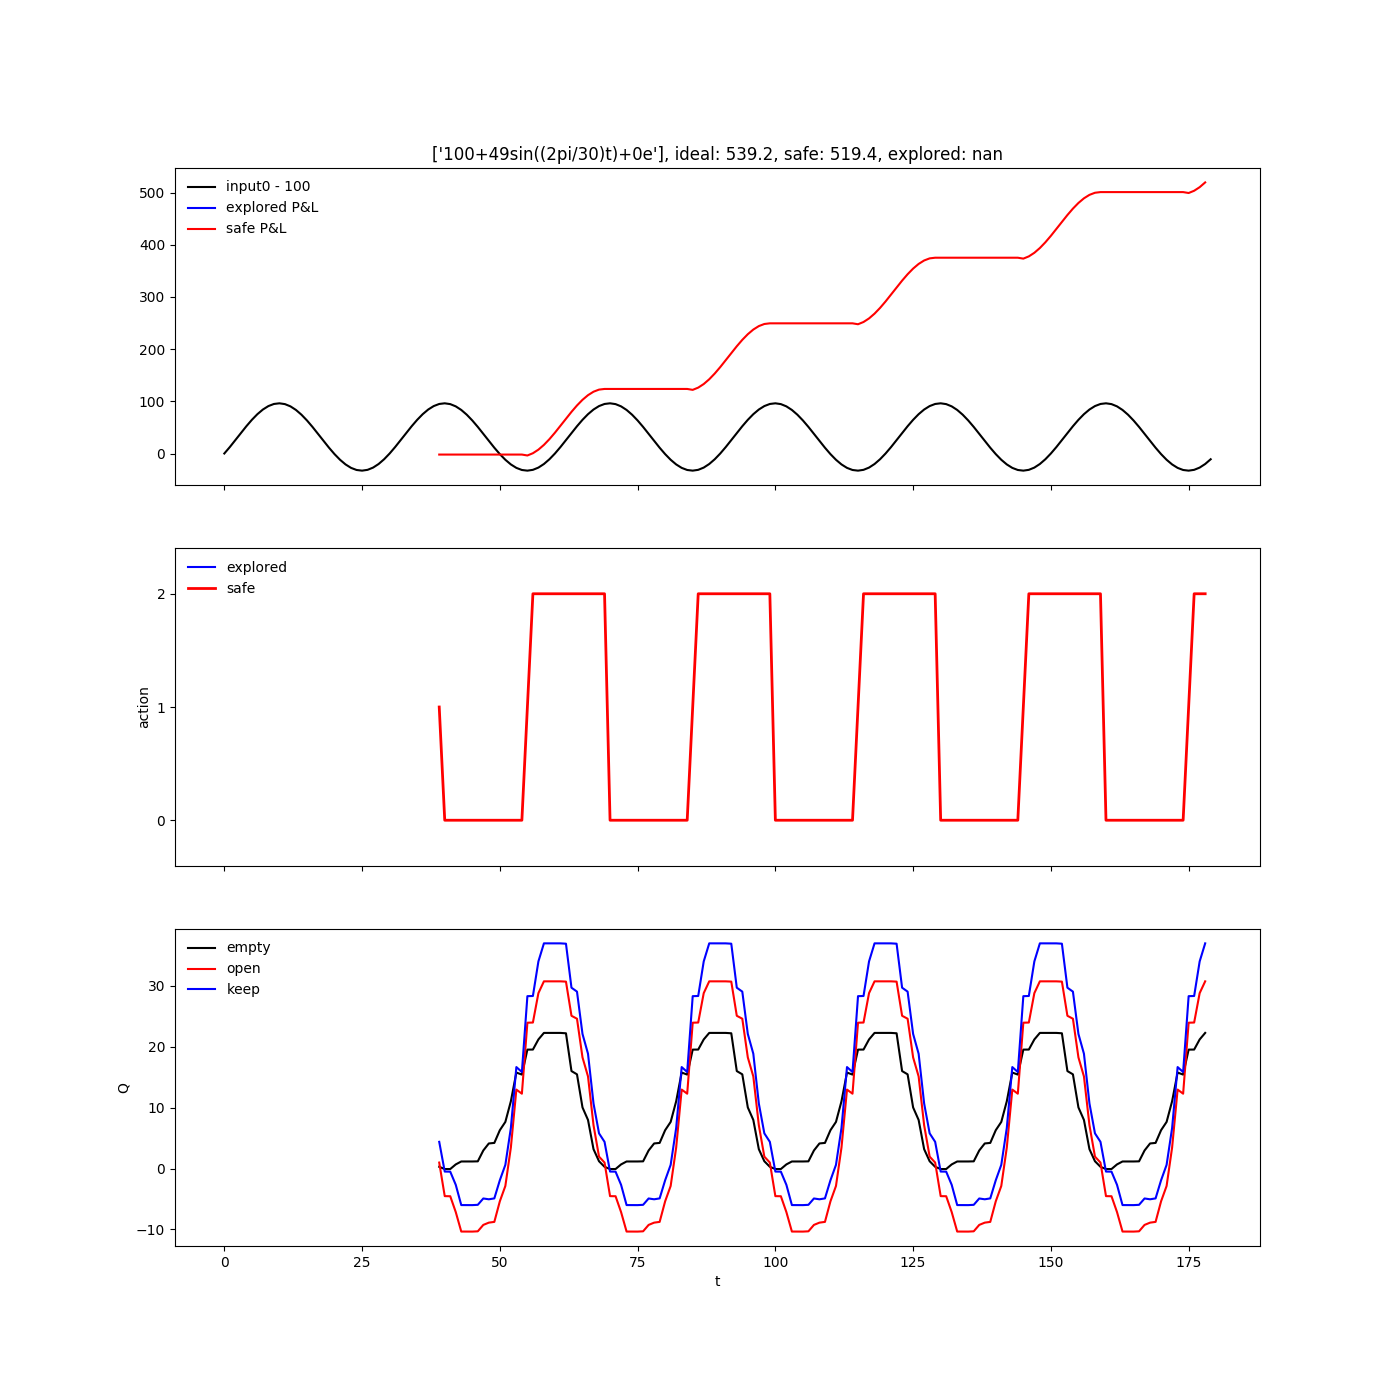 ['100+49sin((2pi/30)t)+0e'], ideal: 539.2, safe: 519.4, explored: nan
500
400
300
200
100
0
input0 - 100
explored P&L
safe P&L
2
1
0
action
explored
safe
30
20
10
0
−10
Q
empty
open
keep
0 25 50 75 100 125 150 175
t